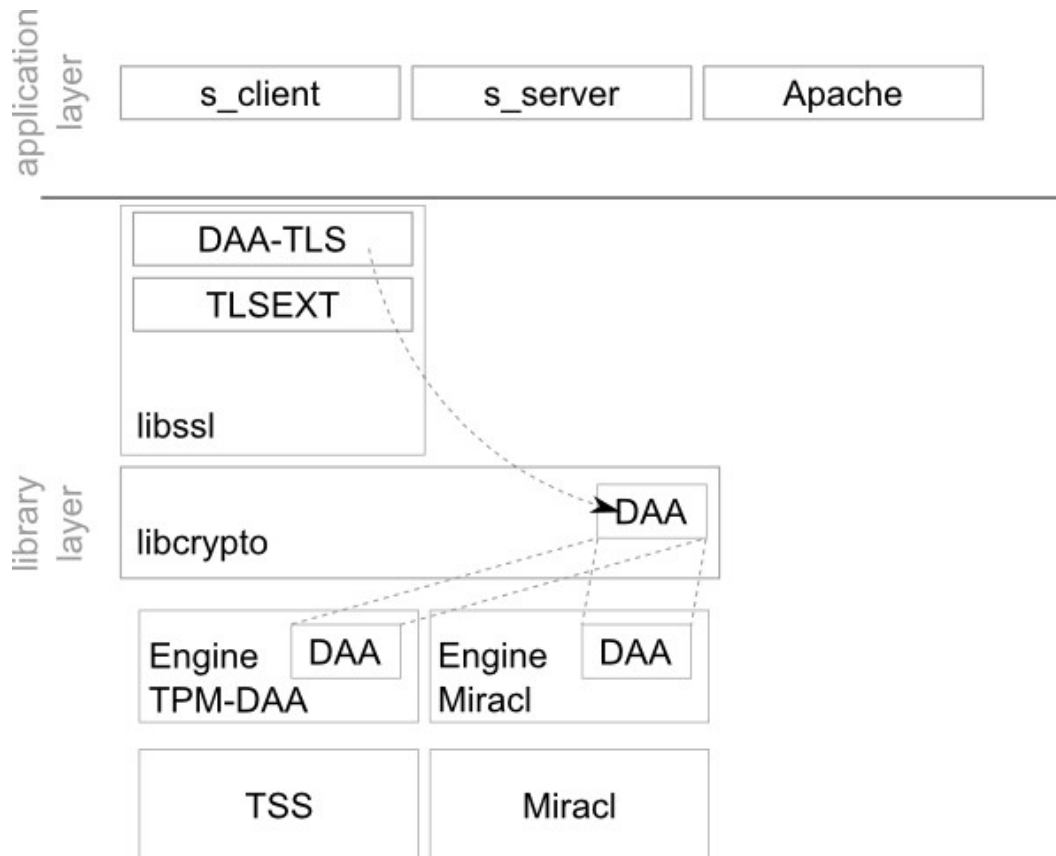 application
layer
s_client
s_server
Apache
DAA-TLS
TLSEXT
libssl
library
layer
libcrypto
DAA
Engine
TPM-DAA
DAA
Engine
Miracl
DAA
TSS
Miracl